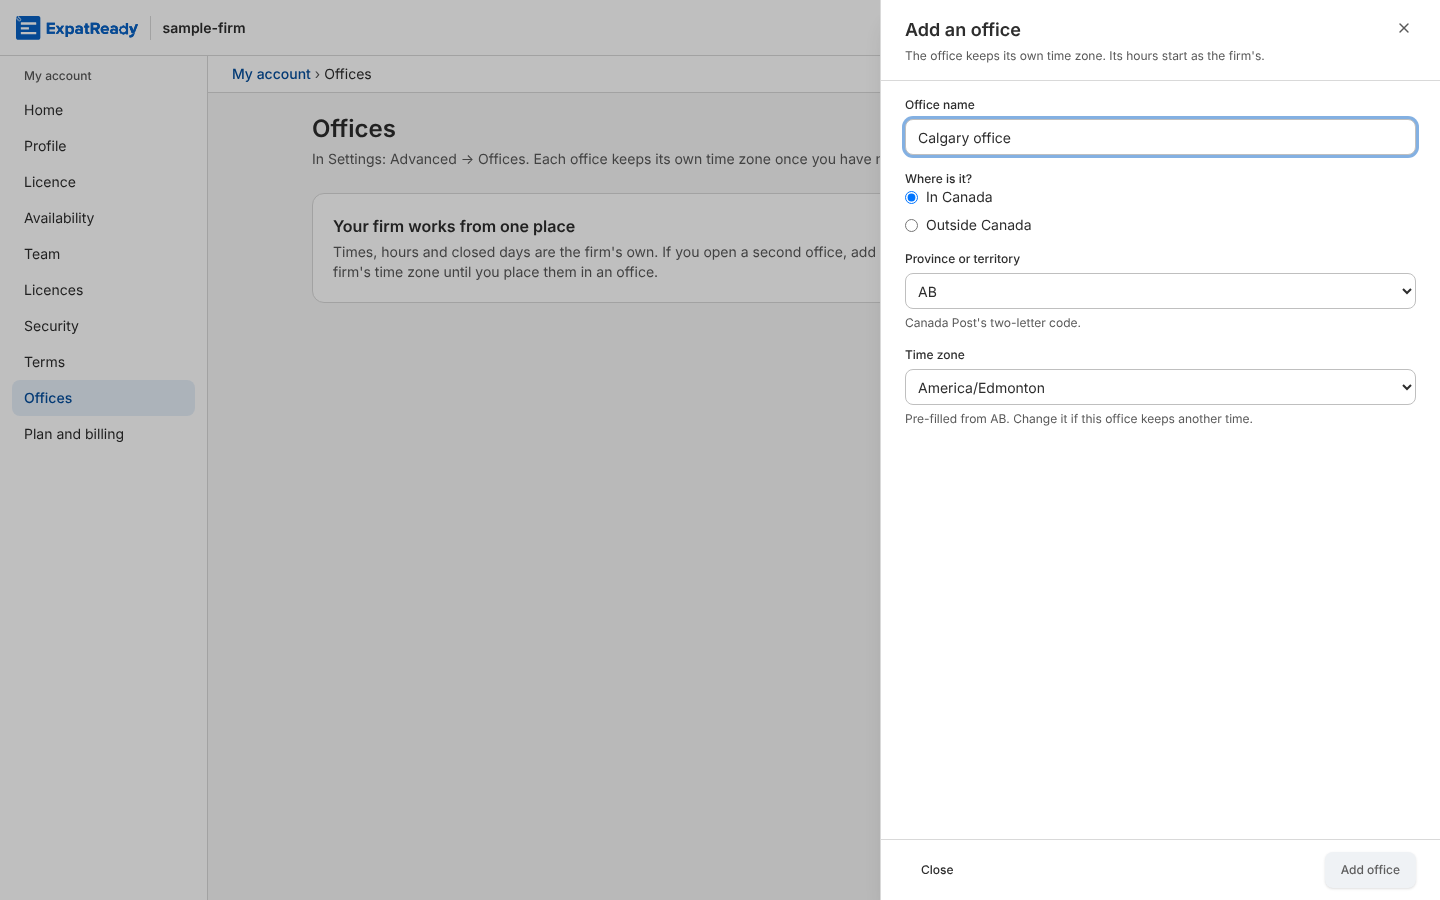 ExpatReady
sample-firm
My account
Home
Profile
Licence
Availability
Team
Licences
Security
Terms
Offices
Plan and billing
My account › Offices
Offices
In Settings: Advanced → Offices. Each office keeps its own time zone once you have
Your firm works from one place
Times, hours and closed days are the firm's own. If you open a second office, add
firm's time zone until you place them in an office.
Add an office
The office keeps its own time zone. Its hours start as the firm's.
Office name
Calgary office
Where is it?
In Canada
Outside Canada
Province or territory
AB
Canada Post's two-letter code.
Time zone
America/Edmonton
Pre-filled from AB. Change it if this office keeps another time.
Close
Add office